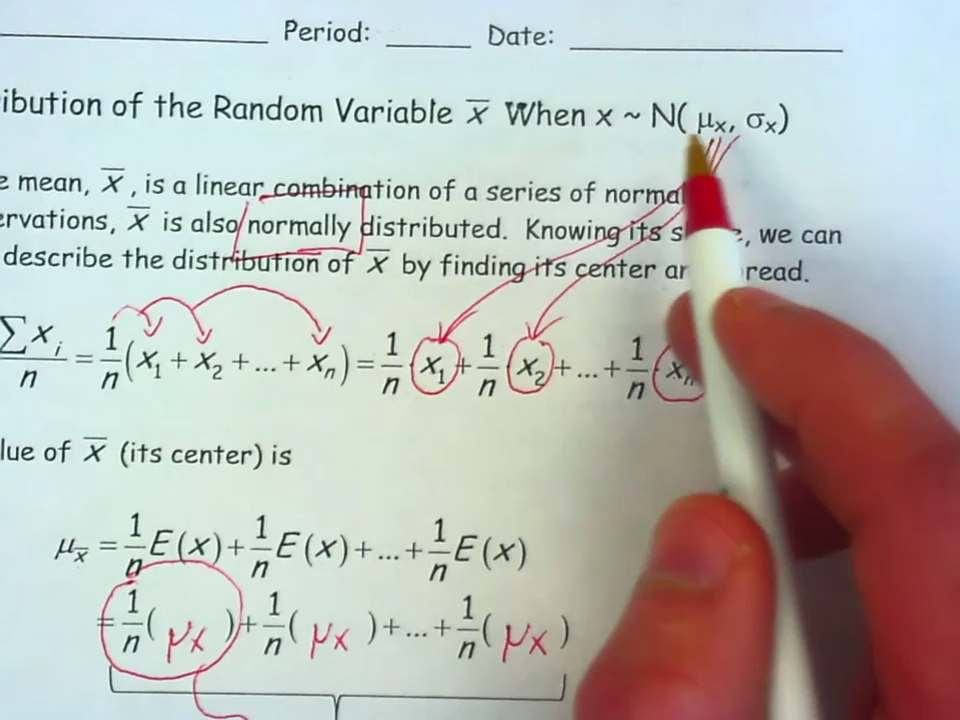 Period: ______ Date: ______________
ibution of the Random Variable x̅ When x ~ N( μₓ, σₓ)
mean, x̅, is a linear combination of a series of normal
ervations, x̅ is also normally distributed. Knowing its we can
describe the distribution of x̅ by finding its center read.
∑xᵢ/n = 1/n(x₁ + x₂ + ... + xₙ) = 1/n x₁ + 1/n x₂ + ... + 1/n xₙ
lue of x̅ (its center) is
μ_x̅ = 1/n E(x) + 1/n E(x) + ... + 1/n E(x)
= 1/n( μx ) + 1/n( μx ) + ... + 1/n( μx )